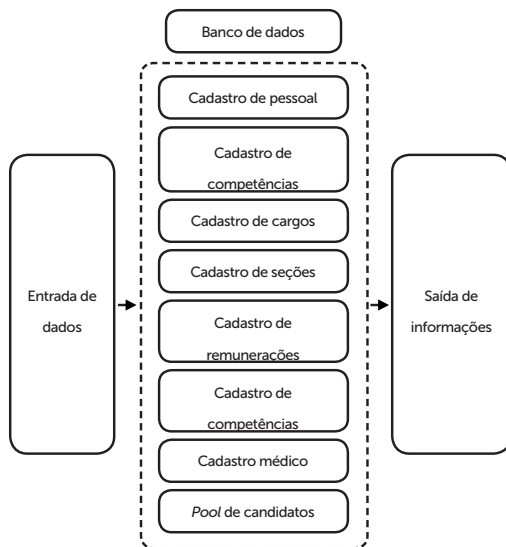 Banco de dados
Cadastro de pessoal
Cadastro de
competências
Cadastro de cargos
Cadastro de seções
Entrada de
dados
Cadastro de
remunerações
Saída de
informações
Cadastro de
competências
Cadastro médico
Pool de candidatos